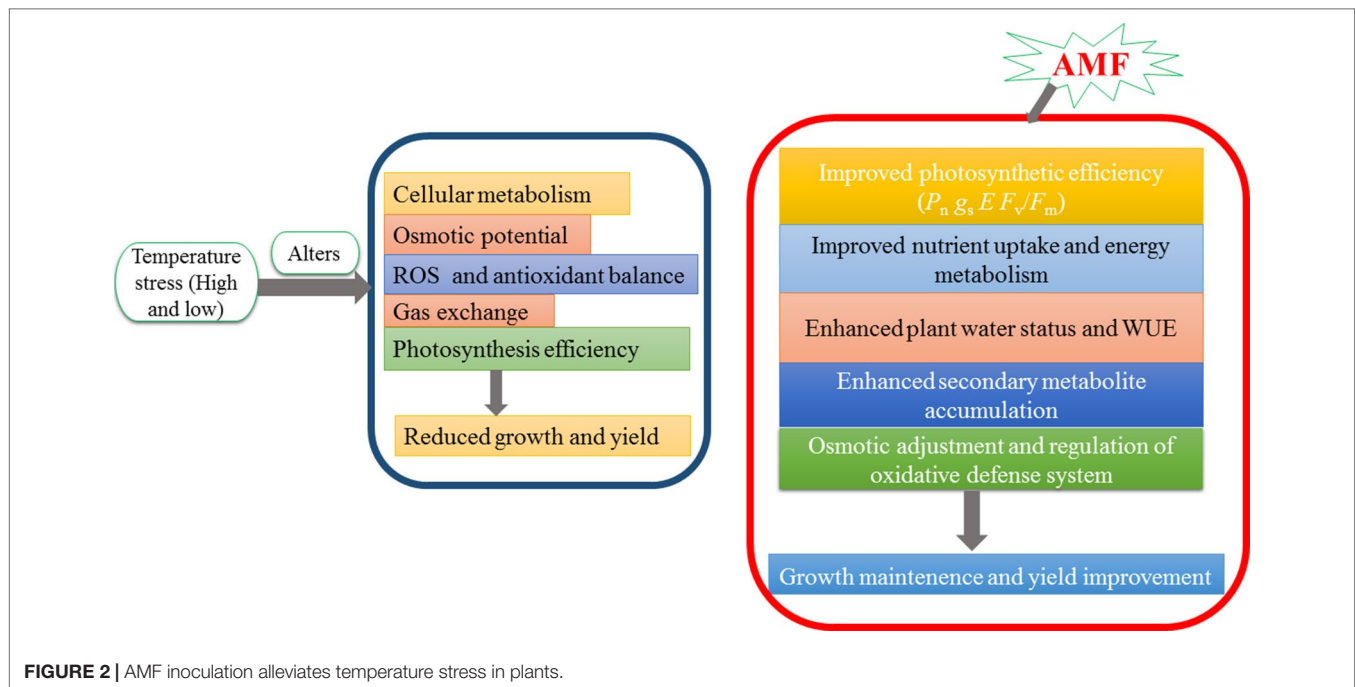 AMF
Temperature
stress (High
and low)
Alters
Cellular metabolism
Osmotic potential
ROS and antioxidant balance
Gas exchange
Photosynthesis efficiency
Reduced growth and yield
Improved photosynthetic efficiency
(Pn gs E Fv/Fm)
Improved nutrient uptake and energy
metabolism
Enhanced plant water status and WUE
Enhanced secondary metabolite
accumulation
Osmotic adjustment and regulation of
oxidative defense system
Growth maintenence and yield improvement
FIGURE 2 | AMF inoculation alleviates temperature stress in plants.